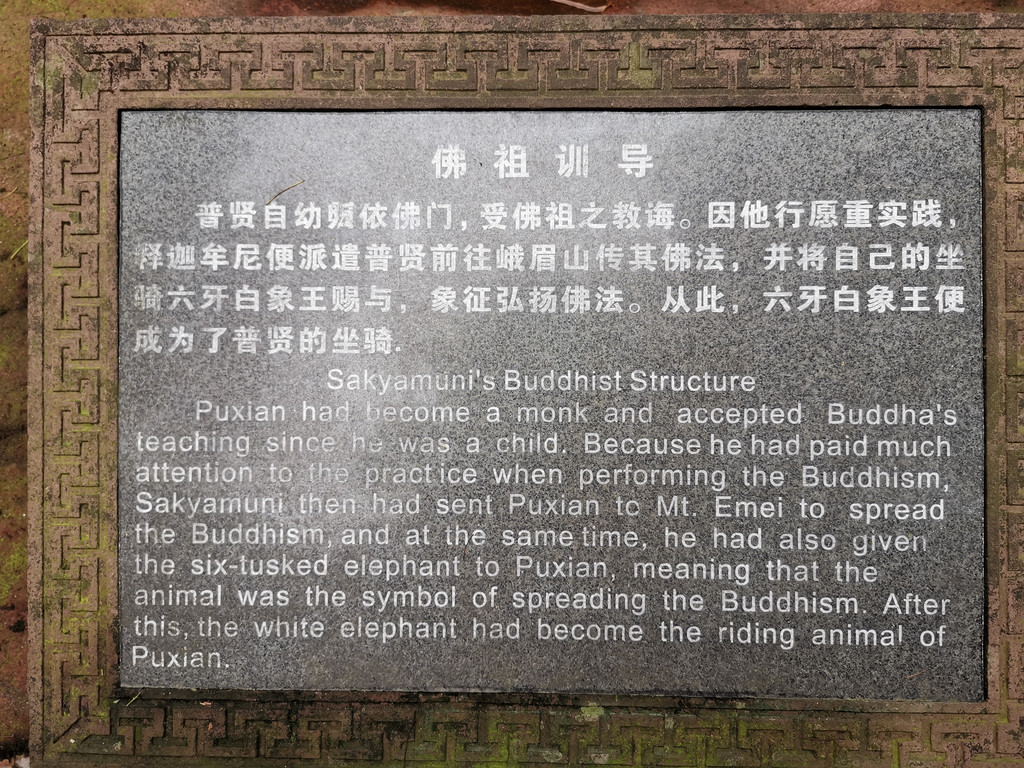 佛祖训导
普贤自幼皈依佛门，受佛祖之教诲。因他行愿重实践，
释迦牟尼便派遣普贤前往峨眉山传其佛法，并将自己的坐
骑六牙白象王赐与，象征弘扬佛法。从此，六牙白象王便
成为了普贤的坐骑.
Sakyamuni's Buddhist Structure
Puxian had become a monk and accepted Buddha's
teaching since he was a child. Because he had paid much
attention to the practice when performing the Buddhism,
Sakyamuni then had sent Puxian to Mt. Emei to spread
the Buddhism, and at the same time, he had also given
the six-tusked elephant to Puxian, meaning that the
animal was the symbol of spreading the Buddhism. After
this, the white elephant had become the riding animal of
Puxian.